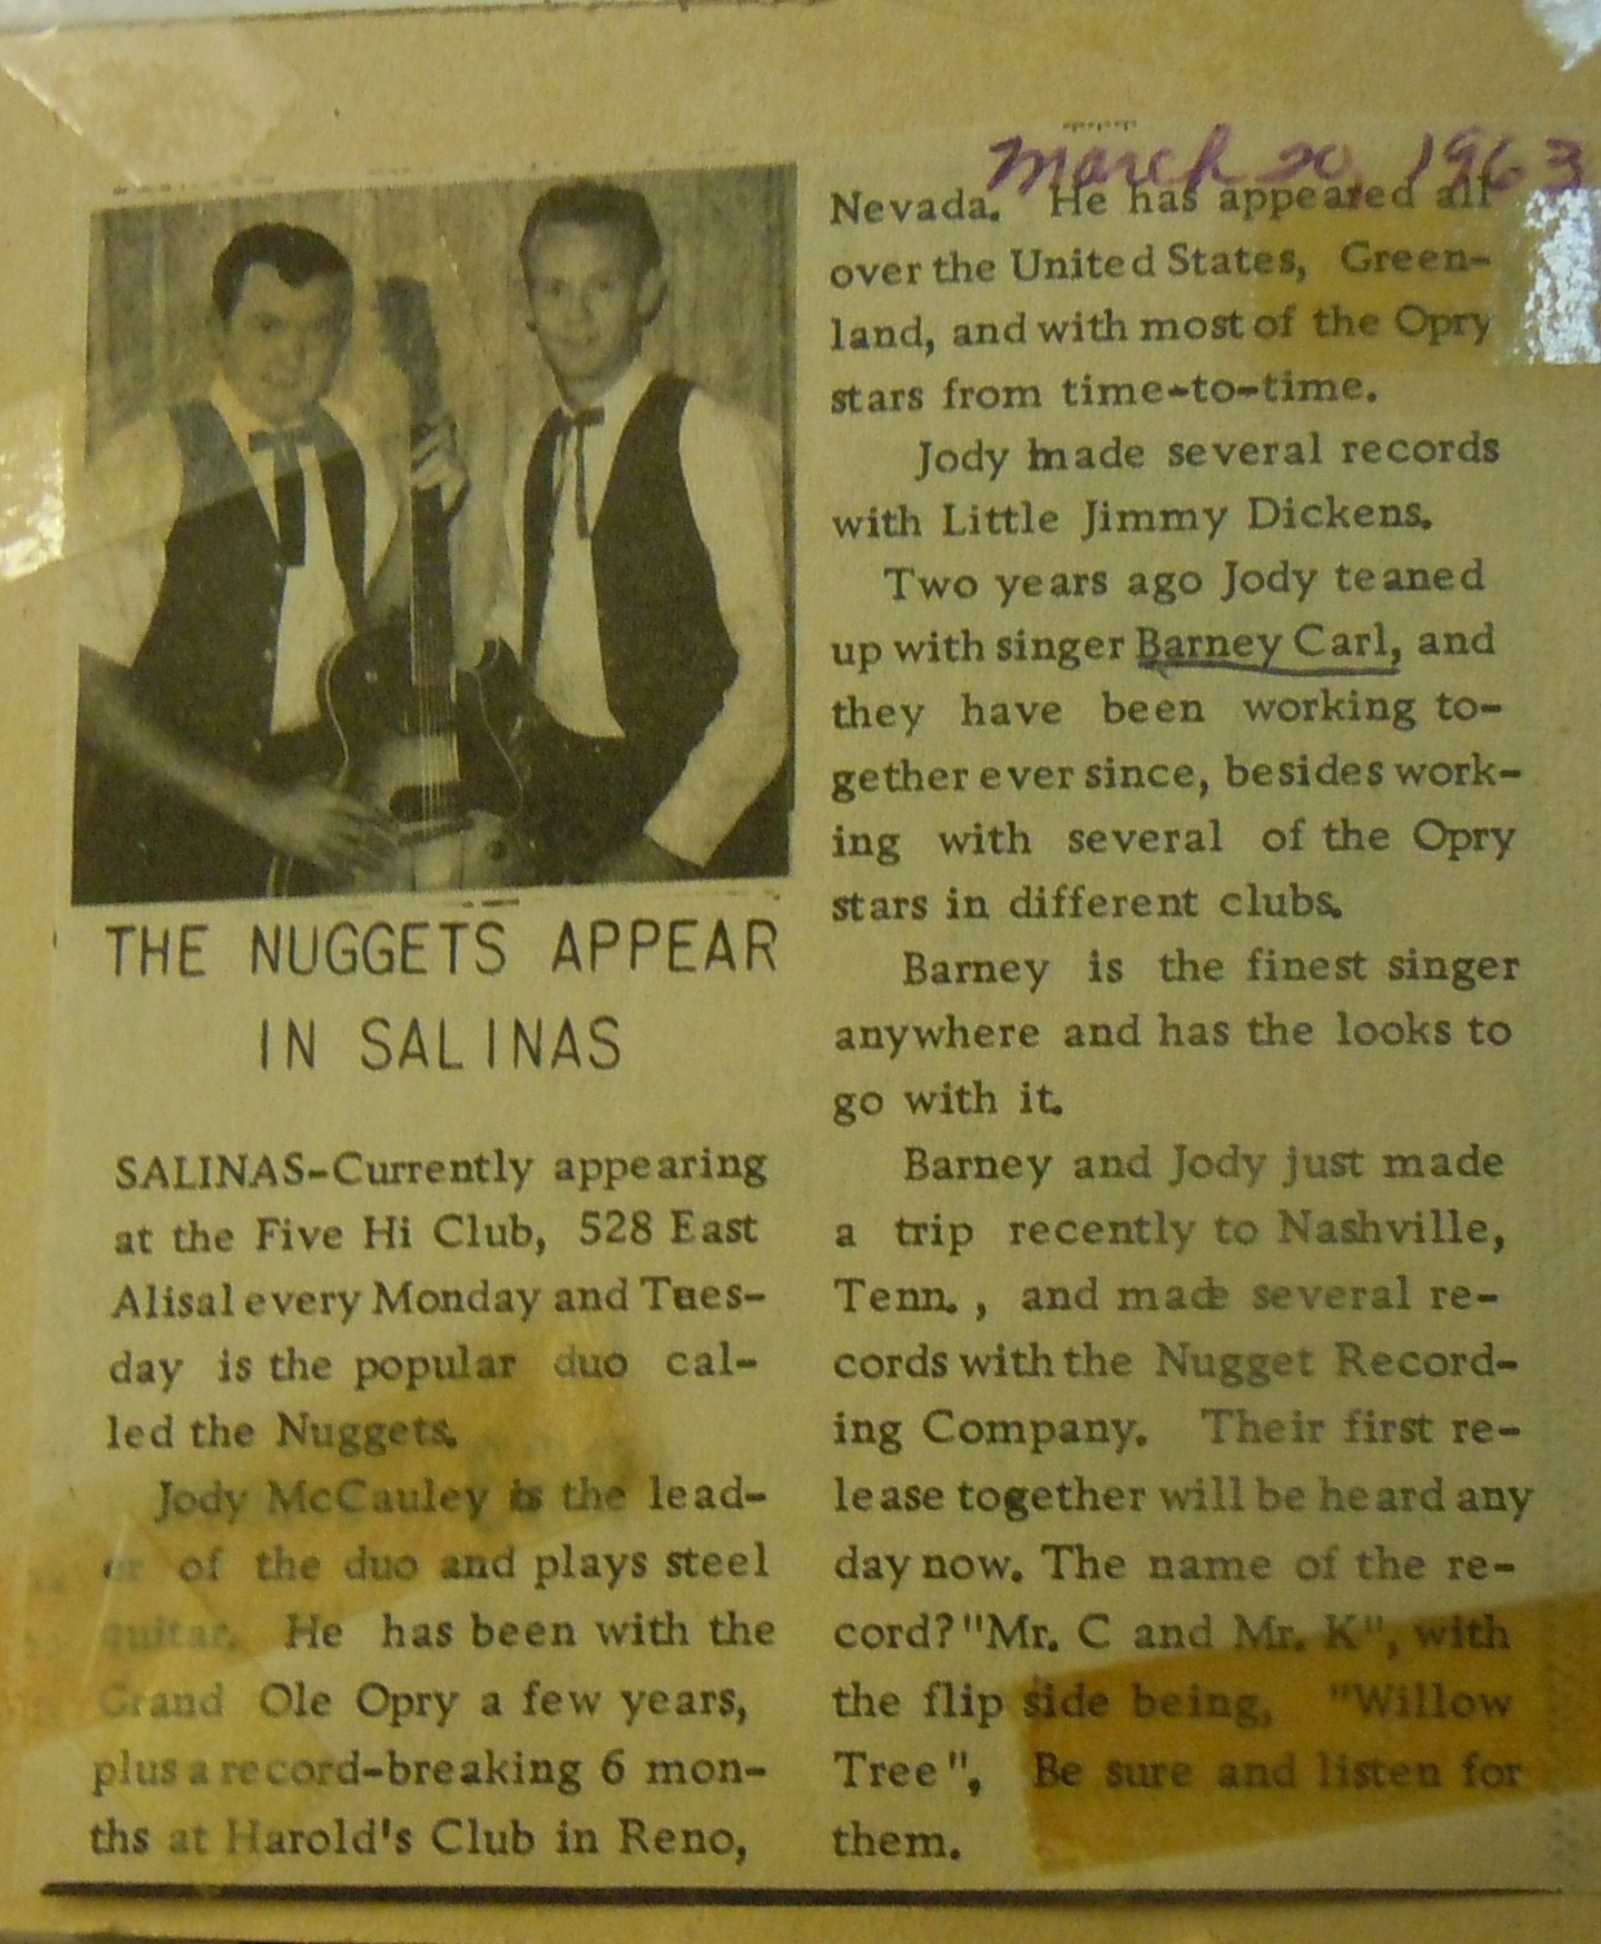 March 20, 1963
THE NUGGETS APPEAR
IN SALINAS
SALINAS-Currently appearing
at the Five Hi Club, 528 East
Alisal every Monday and Tues-
day is the popular duo cal-
led the Nuggets.
Jody McCauley is the lead-
er of the duo and plays steel
guitar. He has been with the
Grand Ole Opry a few years,
plus a record-breaking 6 mon-
ths at Harold's Club in Reno,
Nevada. He has appeared all
over the United States, Green-
land, and with most of the Opry
stars from time-to-time.
Jody made several records
with Little Jimmy Dickens.
Two years ago Jody teaned
up with singer Barney Carl, and
they have been working to-
gether ever since, besides work-
ing with several of the Opry
stars in different clubs.
Barney is the finest singer
anywhere and has the looks to
go with it.
Barney and Jody just made
a trip recently to Nashville,
Tenn. , and made several re-
cords with the Nugget Record-
ing Company. Their first re-
lease together will be heard any
day now. The name of the re-
cord? "Mr. C and Mr. K", with
the flip side being, "Willow
Tree", Be sure and listen for
them.